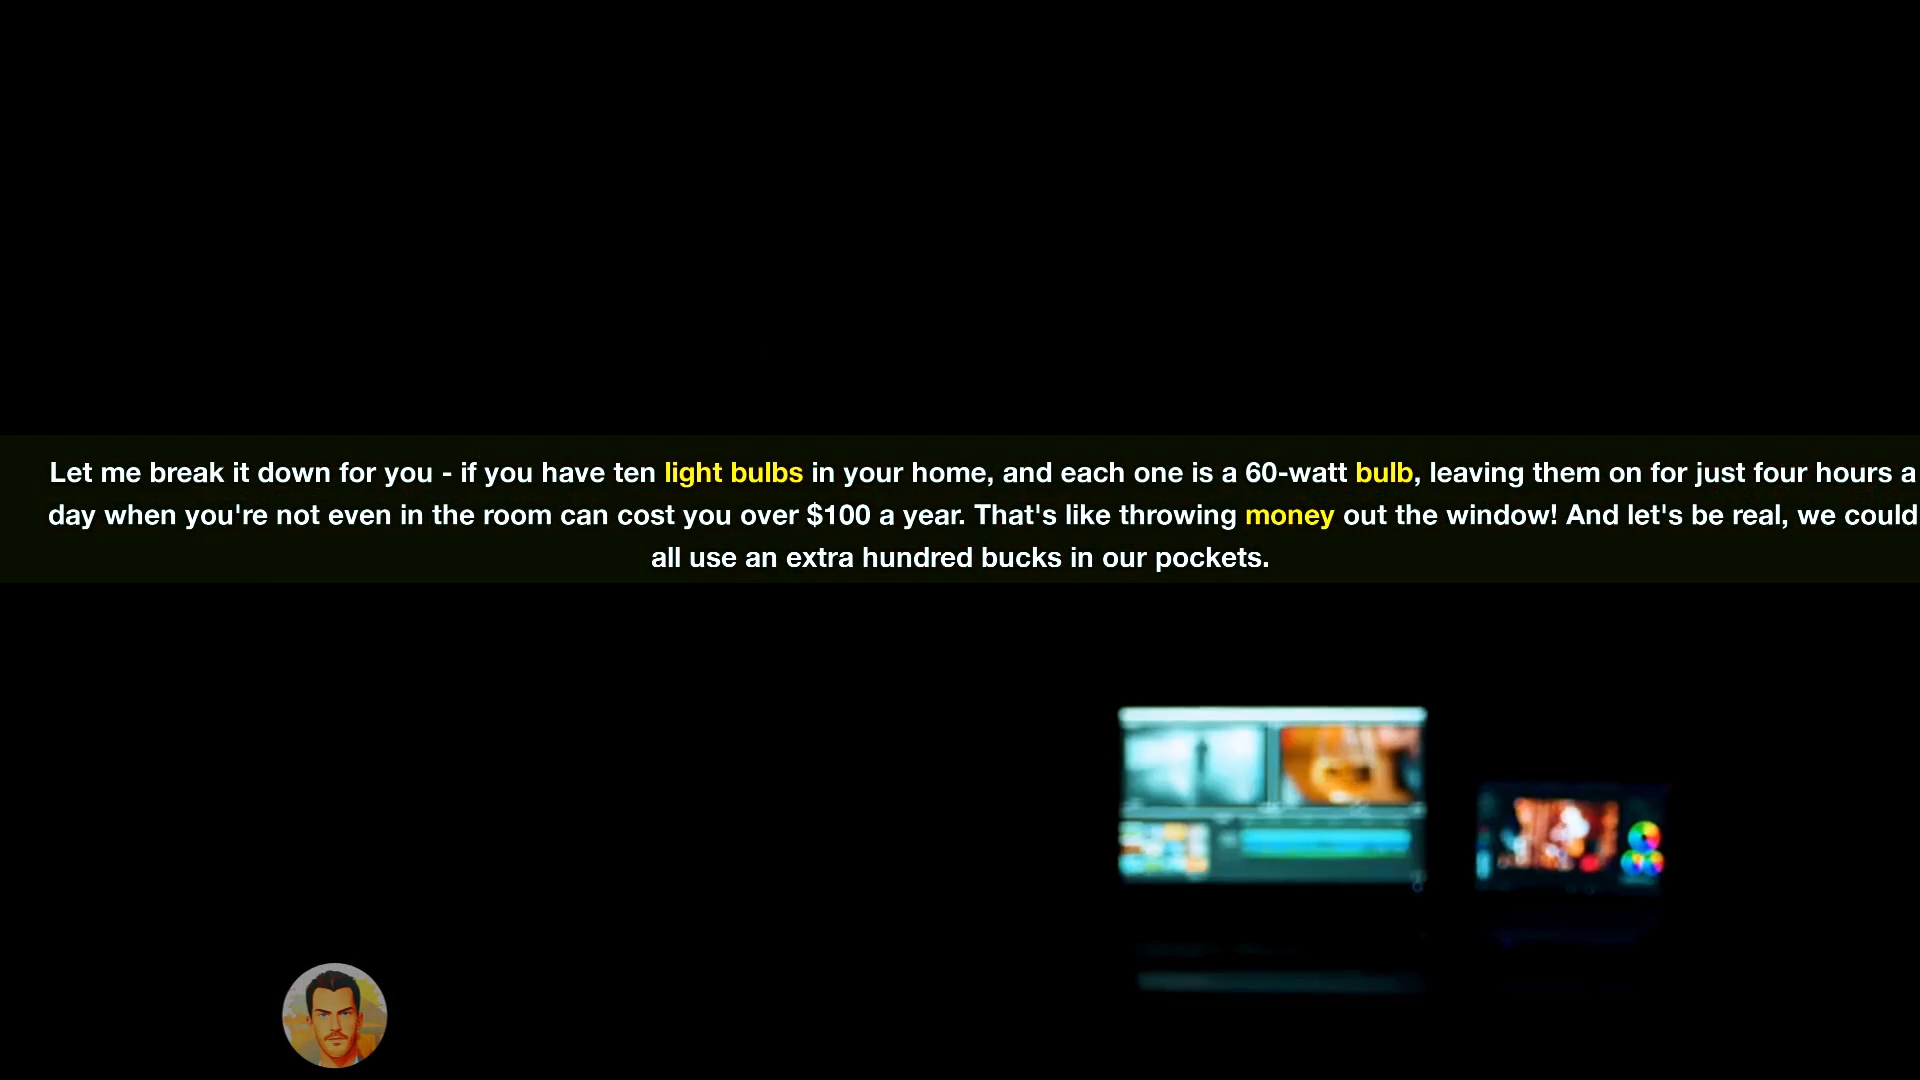 Let me break it down for you - if you have ten light bulbs in your home, and each one is a 60-watt bulb, leaving them on for just four hours a
day when you're not even in the room can cost you over $100 a year. That's like throwing money out the window! And let's be real, we could
all use an extra hundred bucks in our pockets.